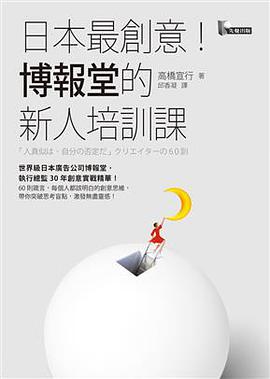 先覺出版
日本最創意！
博報堂的
新人培訓課
高橋宣行 著
邱香凝 譯
「人真似は、自分の否定だ」クリエイターの60訓
世界級日本廣告公司博報堂，
執行總監30年創意實戰精華！
60則箴言，每個人都該明白的創意思維，
帶你突破思考盲點，激發無盡靈感！